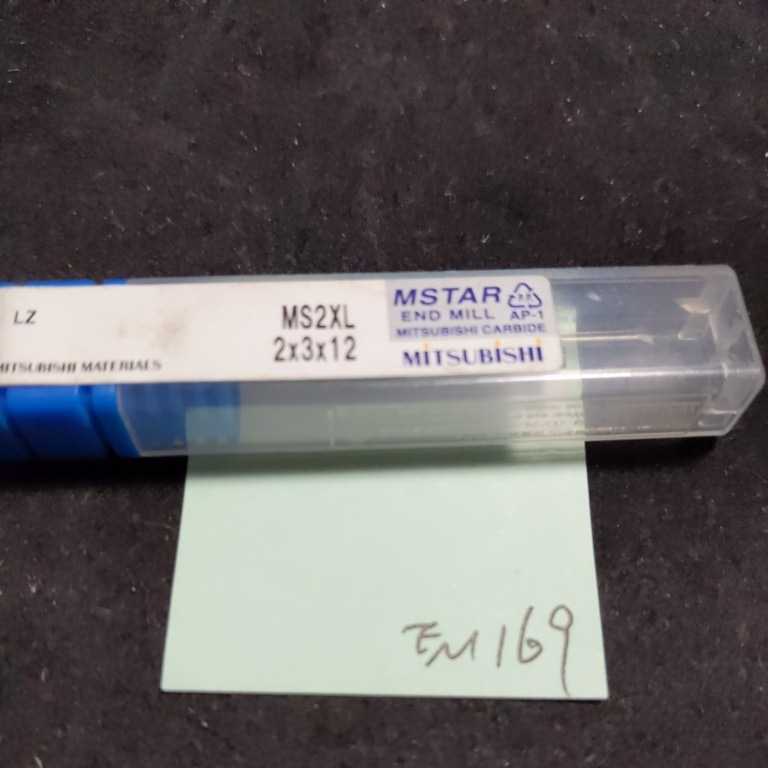 LZ
MS2XL
2x3x12
MITSUBISHI MATERIALS
MSTAR
END MILL AP-1
MITSUBISHI CARBIDE
MITSUBISHI
EM169